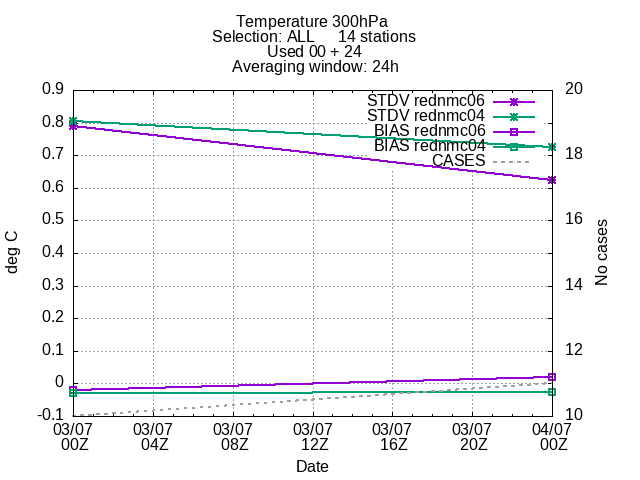 Temperature 300hPa
Selection: ALL 14 stations
Used 00 + 24
Averaging window: 24h
STDV rednmc06
STDV rednmc04
BIAS rednmc06
BIAS rednmc04
CASES
deg C
0.9
0.8
0.7
0.6
0.5
0.4
0.3
0.2
0.1
0
-0.1
No cases
20
18
16
14
12
10
03/07 03/07 03/07 03/07 03/07 03/07 04/07
00Z 04Z 08Z 12Z 16Z 20Z 00Z
Date